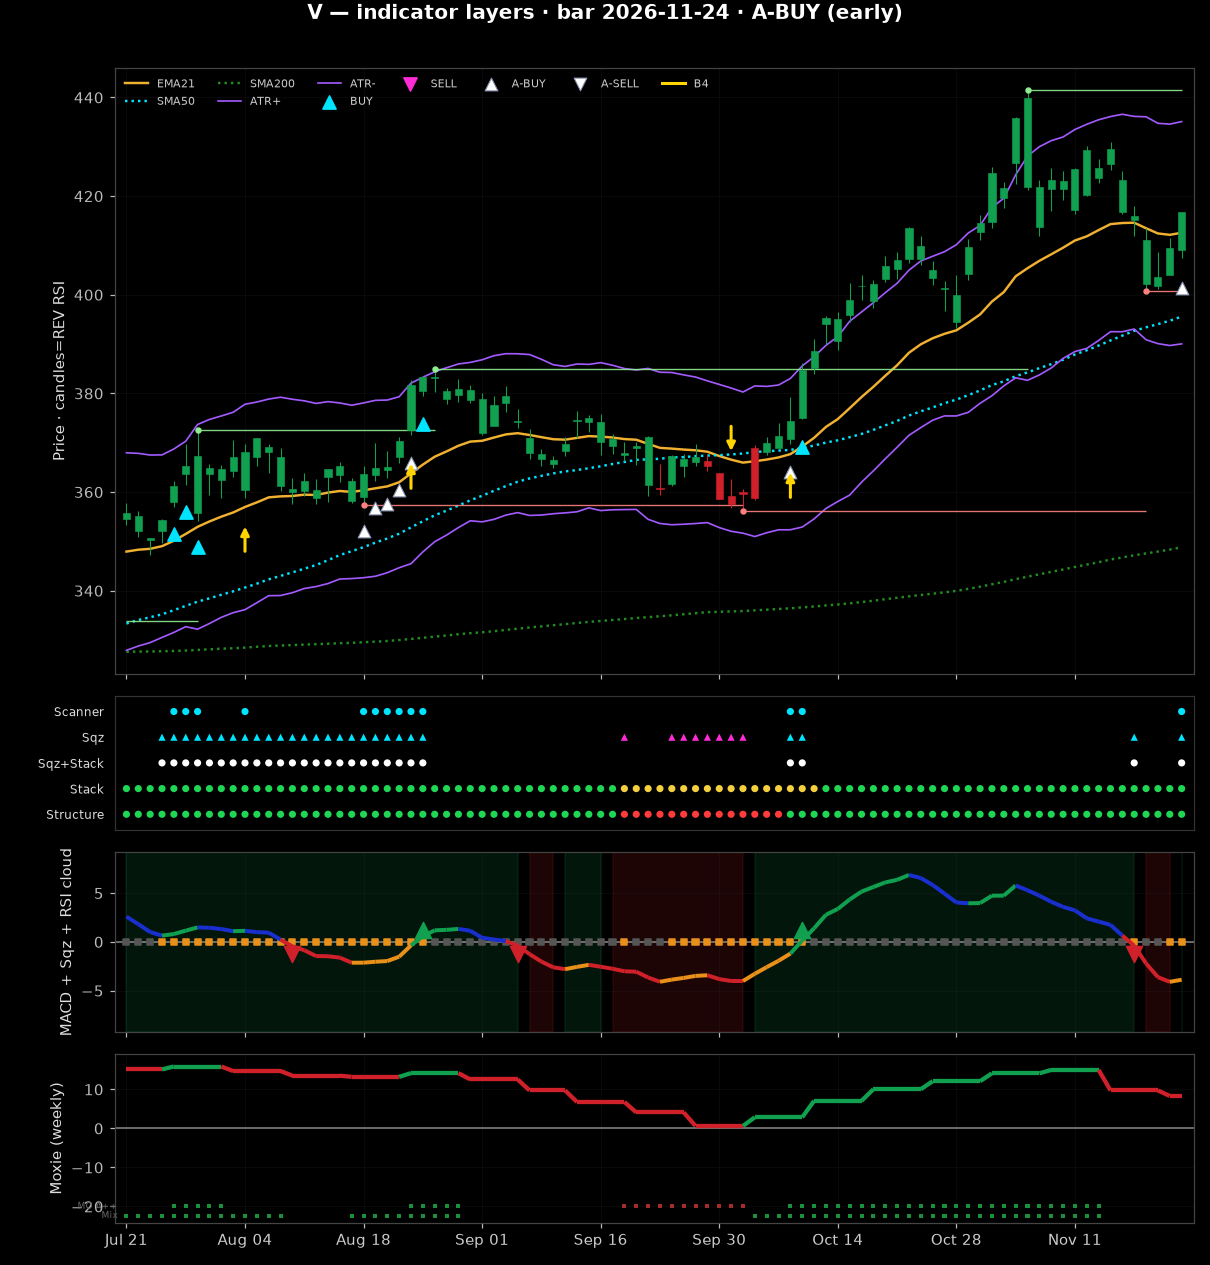 V — indicator layers · bar 2026-11-24 · A-BUY (early)
EMA21 SMA200 ATR- SELL A-BUY A-SELL B4
SMA50 ATR+ BUY
Price · candles=REV RSI
440
420
400
380
360
340
Scanner
Sqz
Sqz+Stack
Stack
Structure
MACD + Sqz + RSI cloud
5
0
−5
Moxie (weekly)
10
0
−10
−20
Jul 21 Aug 04 Aug 18 Sep 01 Sep 16 Sep 30 Oct 14 Oct 28 Nov 11